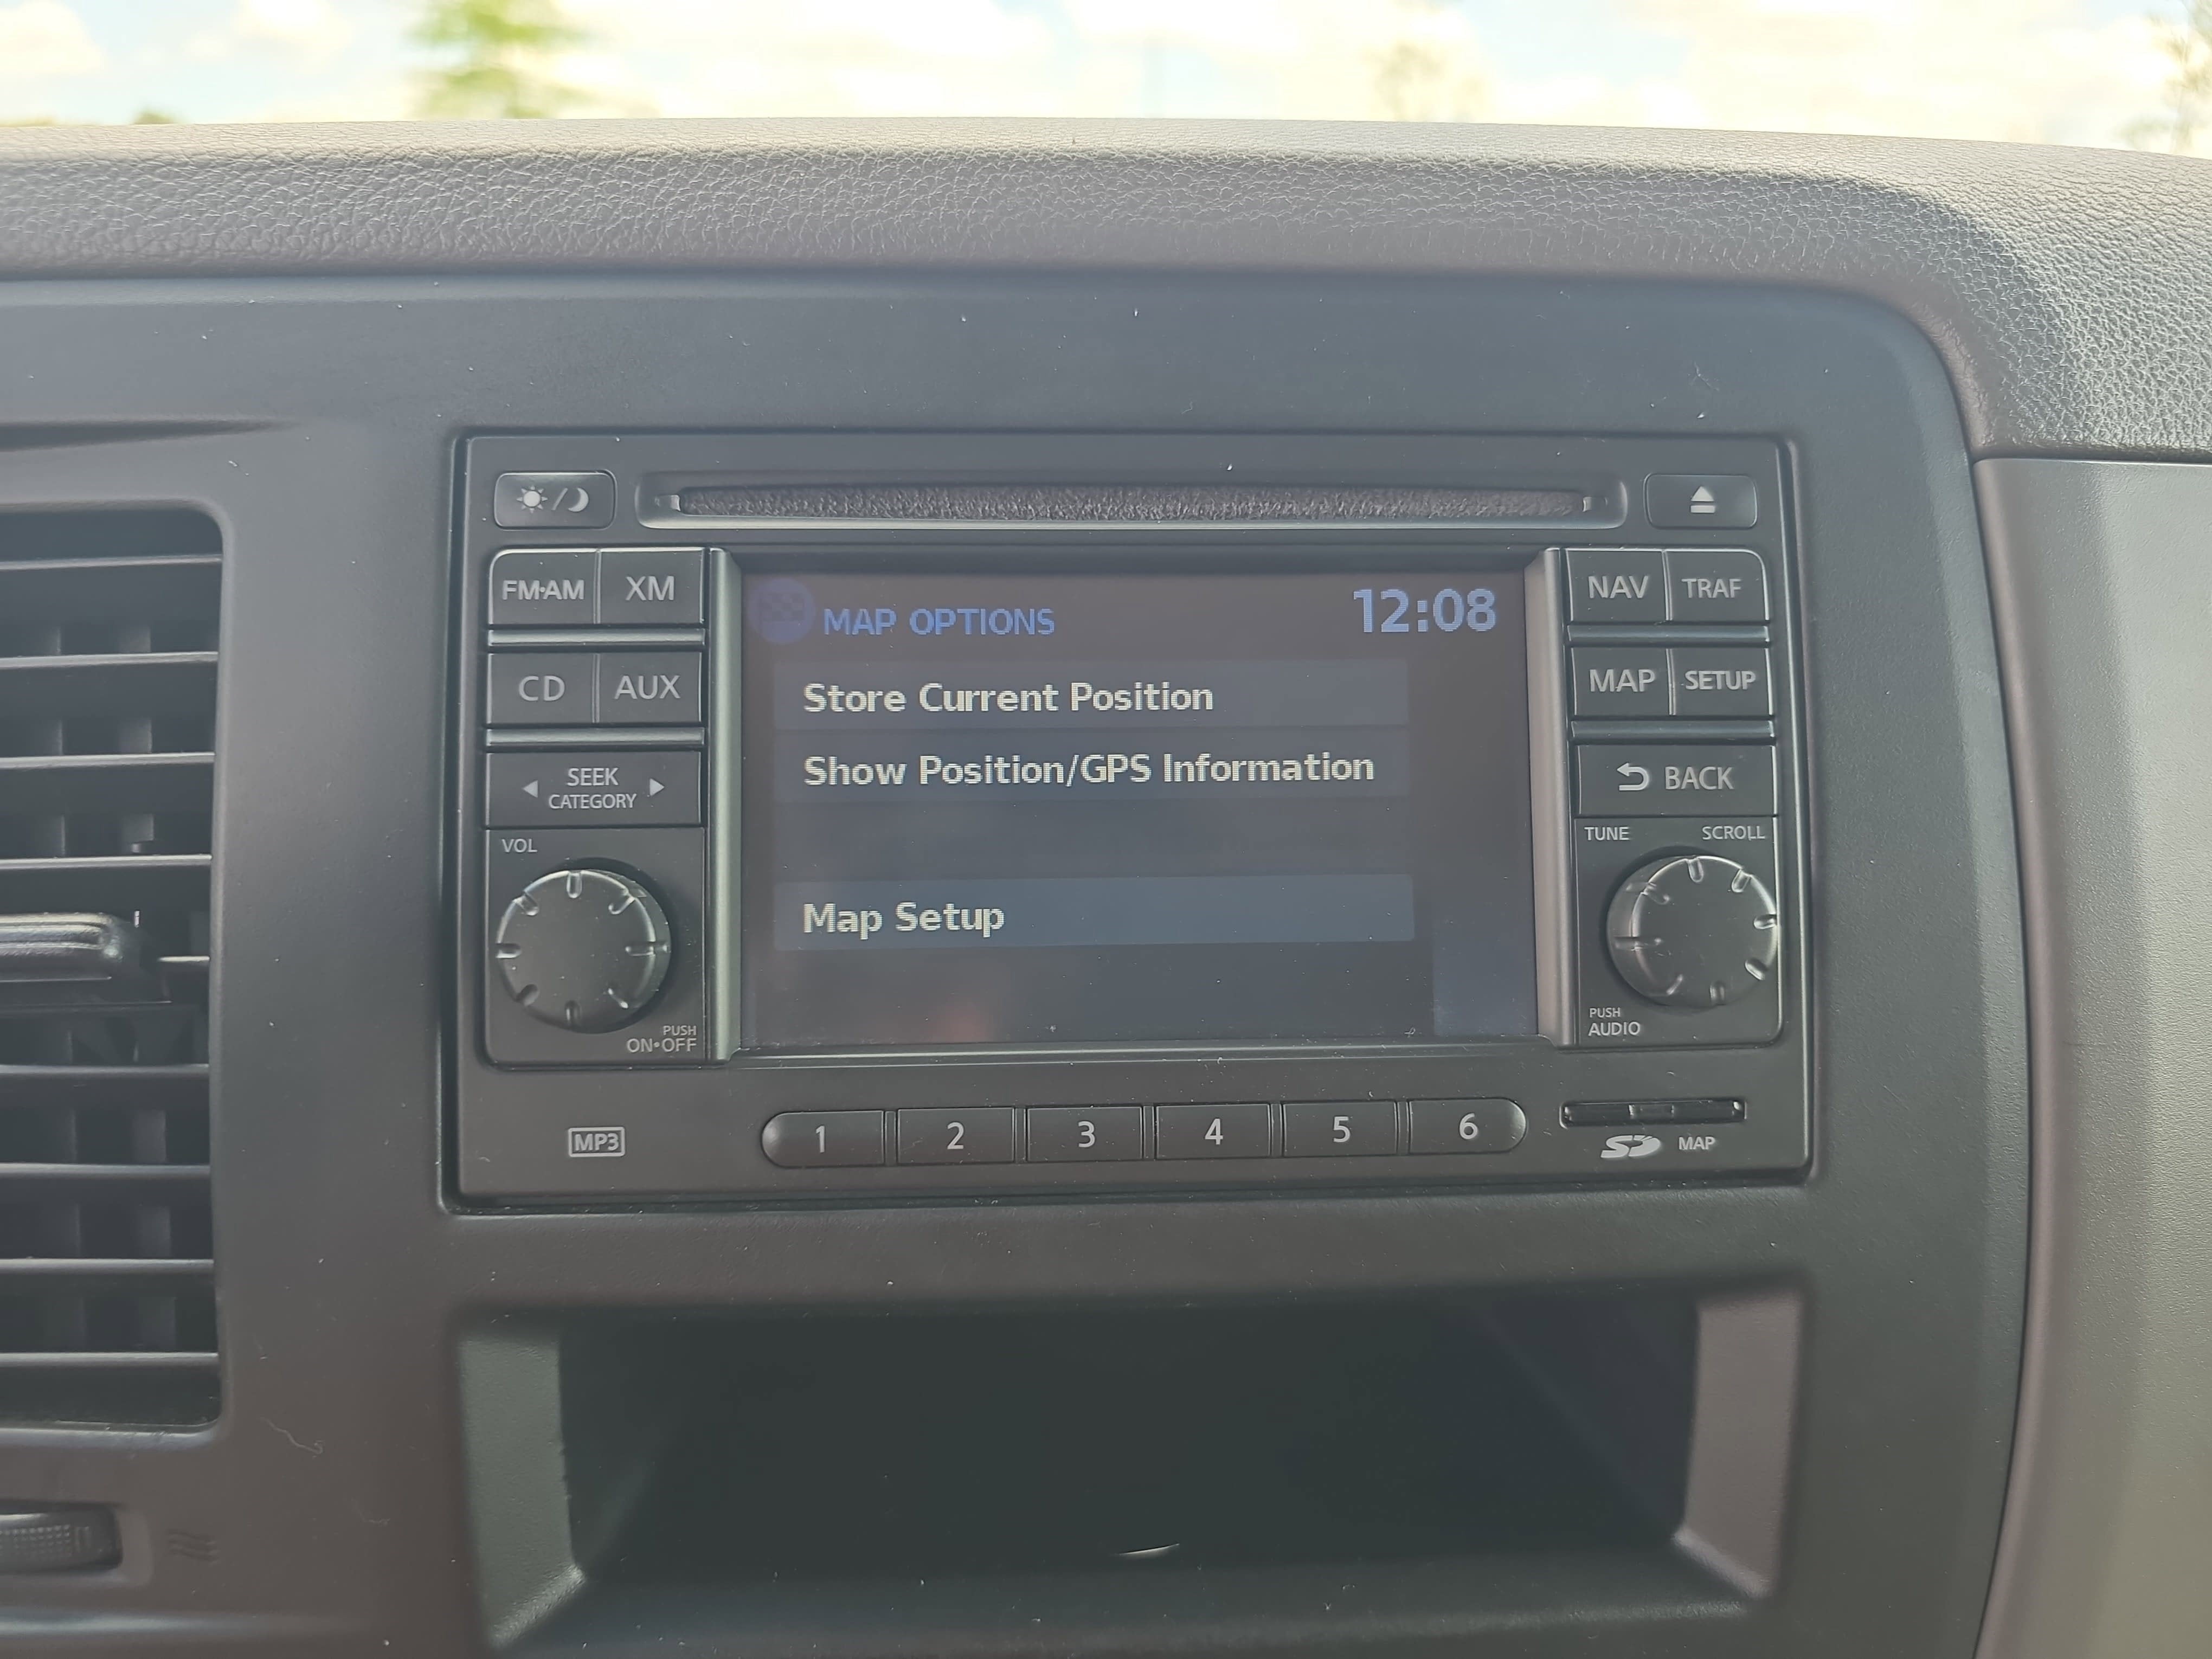 FM·AM XM
CD AUX
SEEK
CATEGORY
VOL
PUSH
ON•OFF
MAP OPTIONS 12:08
Store Current Position
Show Position/GPS Information
Map Setup
NAV TRAF
MAP SETUP
BACK
TUNE SCROLL
PUSH
AUDIO
MP3
1 2 3 4 5 6
SD MAP